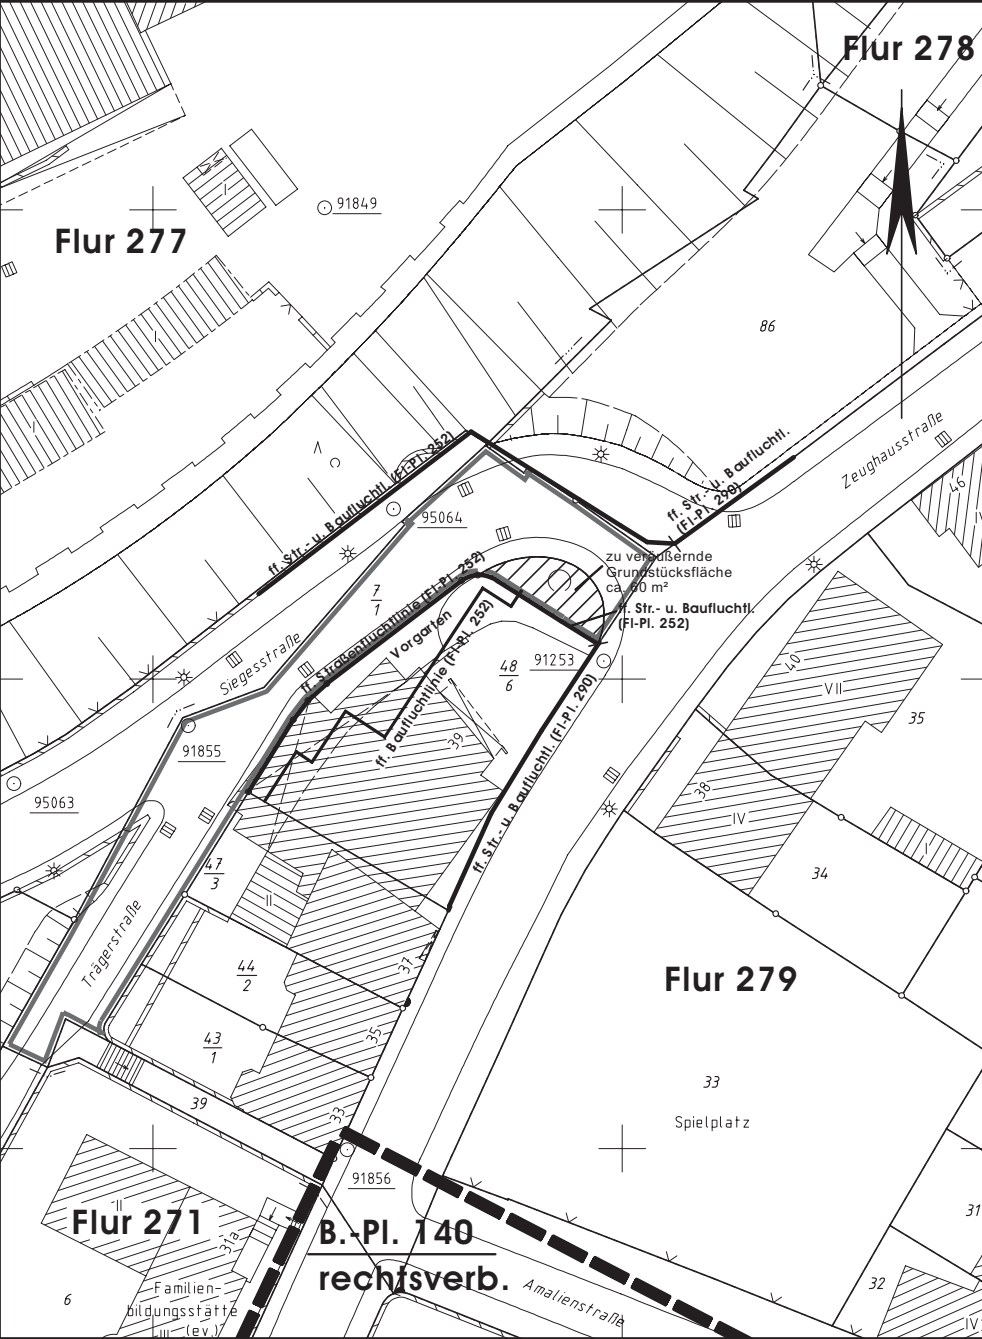 Flur 278
91849
Flur 277
I
86
I
I
Zeughausstraße
46
IV
ff. Str.- u. Baufluchtl. (Fl-Pl. 252)
ff. Str.- u. Baufluchtl.
(Fl-Pl. 290)
95064
zu veräußernde
Grundstücksfläche
ca. 60 m²
ff. Str.- u. Baufluchtl.
(Fl-Pl. 252)
7
1
ff. Straßenfluchtlinie (Fl-Pl. 252)
Vorgarten
ff. Baufluchtlinie (Fl-Pl. 252)
Siegesstraße
48
6
91253
ff. Str.- u. Baufluchtl. (Fl-Pl. 290)
40
VII
35
39
91855
95063
38
IV
I
34
47
3
II
Trägerstraße
44
2
37
Flur 279
43
1
35
39
33
33
Spielplatz
91856
II
Flur 271
31a
B.-Pl. 140
rechtsverb.
Amalienstraße
31
32
IV
6
Familien-
bildungsstätte
III (ev.)